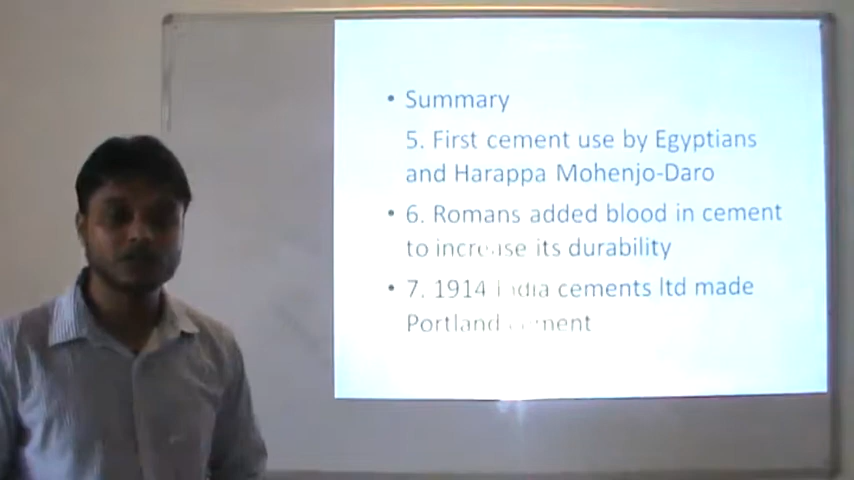 • Summary
5. First cement use by Egyptians
and Harappa Mohenjo-Daro
• 6. Romans added blood in cement
to increase its durability
• 7. 1914 India cements ltd made
Portland cement